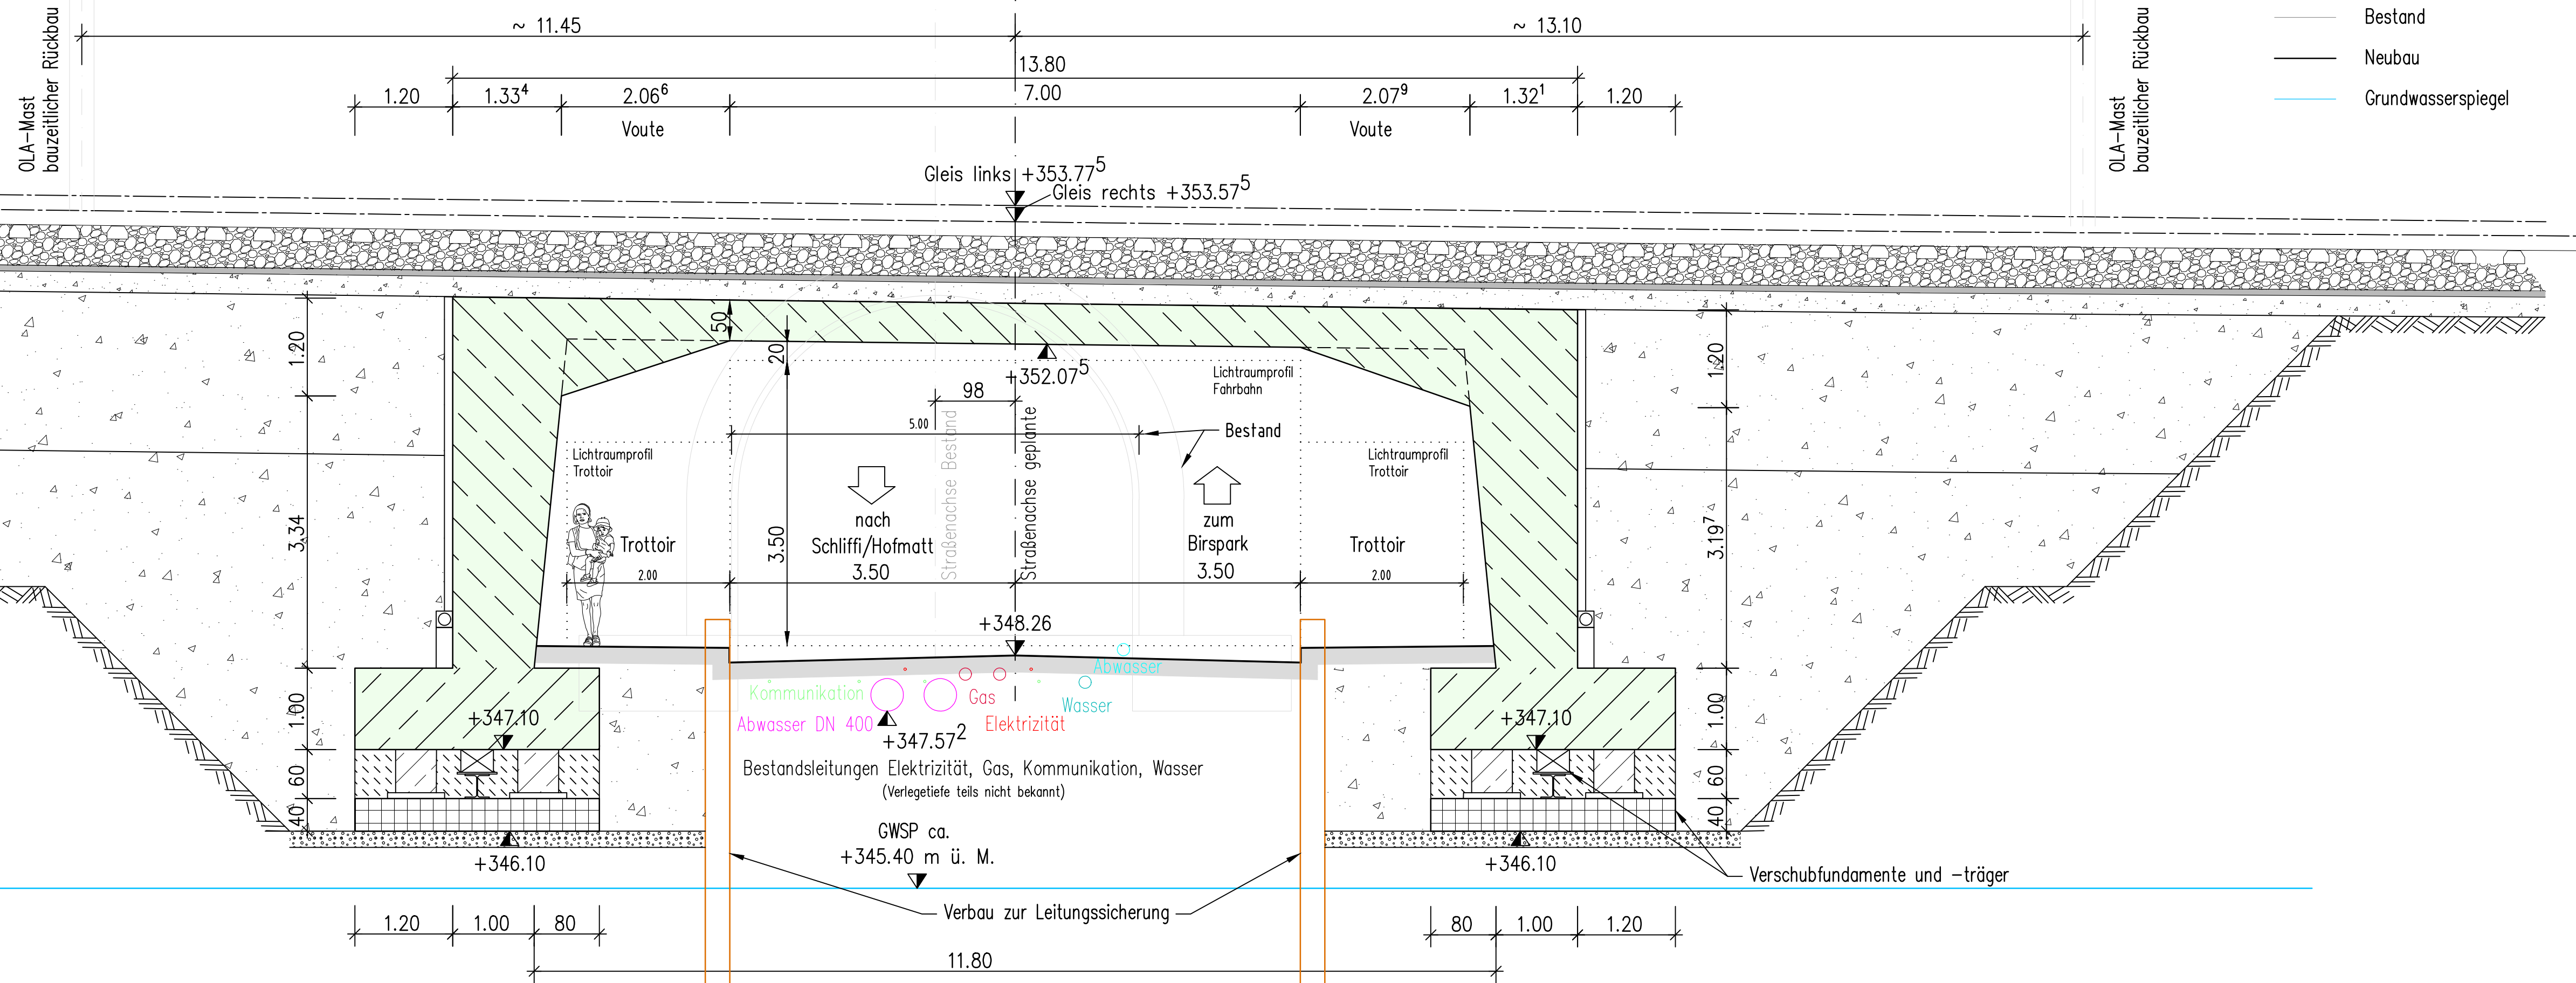 OLA-Mast
bauzeitlicher Rückbau
~ 11.45
~ 13.10
OLA-Mast
bauzeitlicher Rückbau
Bestand
Neubau
Grundwasserspiegel
13.80
1.20
1.33⁴
2.06⁶
7.00
2.07⁹
1.32¹
1.20
Voute
Voute
Gleis links +353.77⁵
Gleis rechts +353.57⁵
50
20
+352.07⁵
Lichtraumprofil
Fahrbahn
1.20
1.20
98
5.00
Bestand
Straßenachse Bestand
Straßenachse geplante
Lichtraumprofil
Trottoir
Lichtraumprofil
Trottoir
3.34
3.50
3.19⁷
nach
Schliffi/Hofmatt
3.50
zum
Birspark
3.50
Trottoir
2.00
Trottoir
2.00
+348.26
Abwasser
Kommunikation
Gas
Wasser
Abwasser DN 400
Elektrizität
+347.57²
1.00
+347.10
+347.10
1.00
Bestandsleitungen Elektrizität, Gas, Kommunikation, Wasser
(Verlegetiefe teils nicht bekannt)
60
40
60
40
GWSP ca.
+345.40 m ü. M.
+346.10
+346.10
Verschubfundamente und -träger
Verbau zur Leitungssicherung
1.20
1.00
80
80
1.00
1.20
11.80